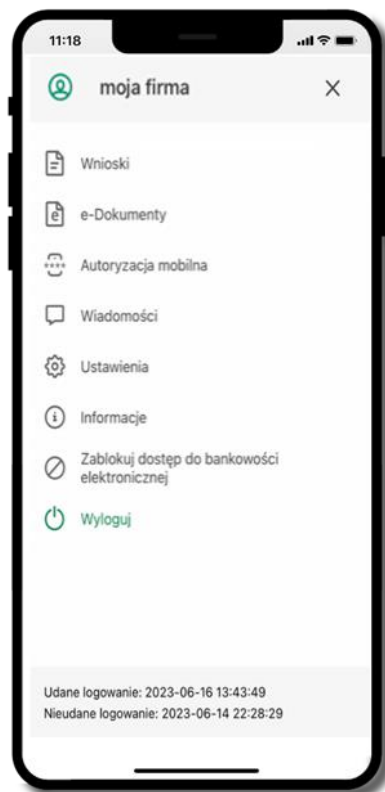 11:18
moja firma
Wnioski
e-Dokumenty
Autoryzacja mobilna
Wiadomości
Ustawienia
Informacje
Zablokuj dostęp do bankowości
elektronicznej
Wyloguj
Udane logowanie: 2023-06-16 13:43:49
Nieudane logowanie: 2023-06-14 22:28:29